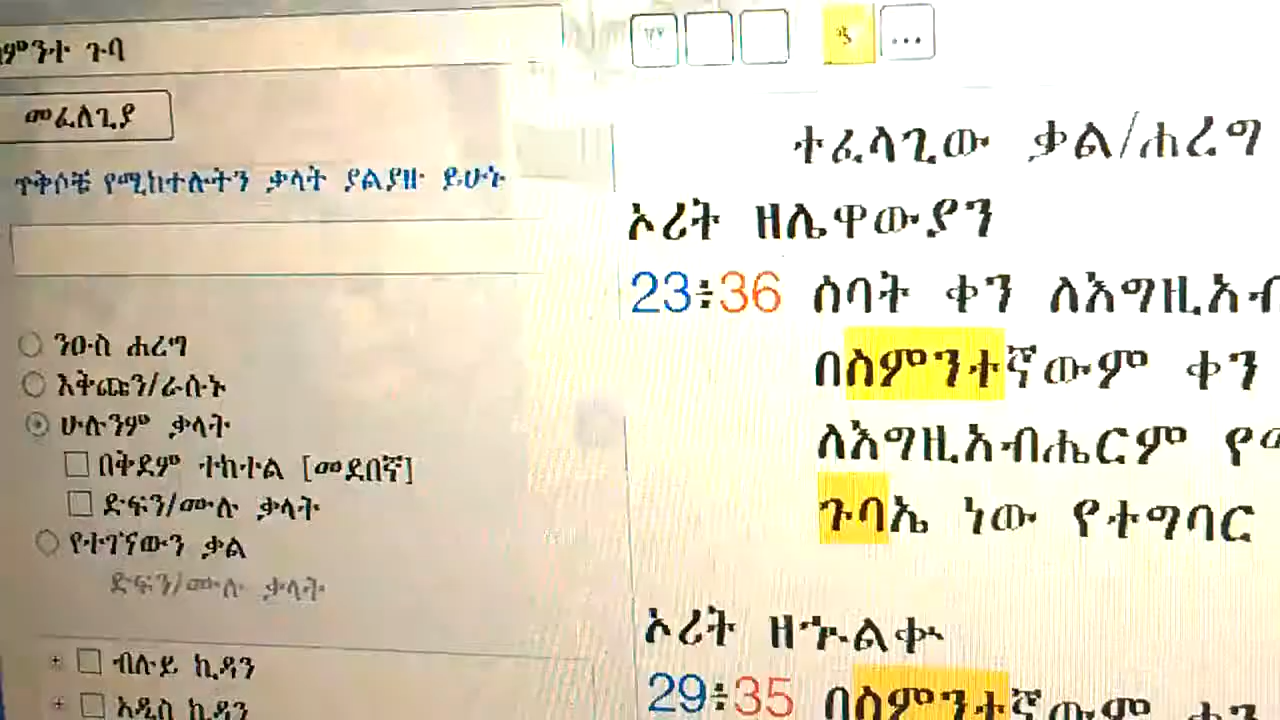 ስምንተ ጉባ
መፈለጊያ
ጥቅሶቹ የሚከተሉትን ቃላት ያልያዙ ይሁኑ
ንዑስ ሐረግ
እቅጩን/ራሱኑ
ሁሉንም ቃላት
በቅደም ተከተል [መደበኛ]
ድፍን/ሙሉ ቃላት
የተገኘውን ቃል
ድፍን/ሙሉ ቃላት
+ ብሉይ ኪዳን
+ አዲስ ኪዳን
...
ተፈላጊው ቃል/ሐረግ
ኦሪት ዘሌዋውያን
23፥36 ሰባት ቀን ለእግዚአብ
በስምንተኛውም ቀን
ለእግዚአብሔርም
ጉባኤ ነው የተግባር
ኦሪት ዘኍልቍ
29፥35 በስምንተኛውም ቀን